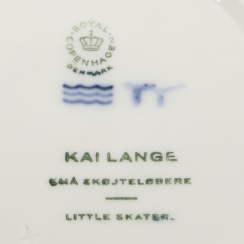 ROYAL
COPENHAGEN
DENMARK
KAI LANGE
SMÅ SKØJTELØBERE
LITTLE SKATER.